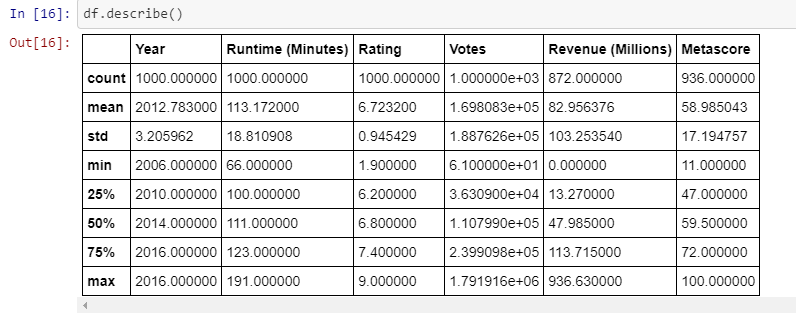 In [16]: df.describe()
Out[16]:
Year Runtime (Minutes) Rating Votes Revenue (Millions) Metascore
count 1000.000000 1000.000000 1000.000000 1.000000e+03 872.000000 936.000000
mean 2012.783000 113.172000 6.723200 1.698083e+05 82.956376 58.985043
std 3.205962 18.810908 0.945429 1.887626e+05 103.253540 17.194757
min 2006.000000 66.000000 1.900000 6.100000e+01 0.000000 11.000000
25% 2010.000000 100.000000 6.200000 3.630900e+04 13.270000 47.000000
50% 2014.000000 111.000000 6.800000 1.107990e+05 47.985000 59.500000
75% 2016.000000 123.000000 7.400000 2.399098e+05 113.715000 72.000000
max 2016.000000 191.000000 9.000000 1.791916e+06 936.630000 100.000000